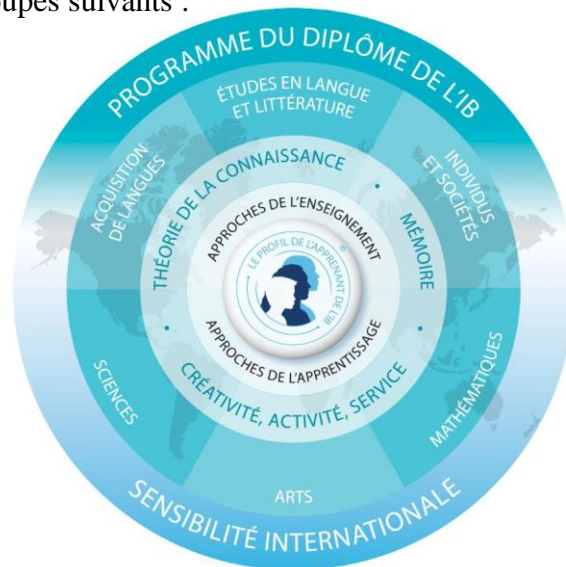 oupes suivants :
PROGRAMME DU DIPLÔME DE L'IB
ÉTUDES EN LANGUE
ET LITTÉRATURE
ACQUISITION
DE LANGUES
INDIVIDUS
ET SOCIÉTÉS
THÉORIE DE LA CONNAISSANCE
MÉMOIRE
APPROCHES DE L'ENSEIGNEMENT
LE PROFIL DE L'APPRENANT DE L'IB
®
APPROCHES DE L'APPRENTISSAGE
CRÉATIVITÉ, ACTIVITÉ, SERVICE
SCIENCES
MATHÉMATIQUES
ARTS
SENSIBILITÉ INTERNATIONALE